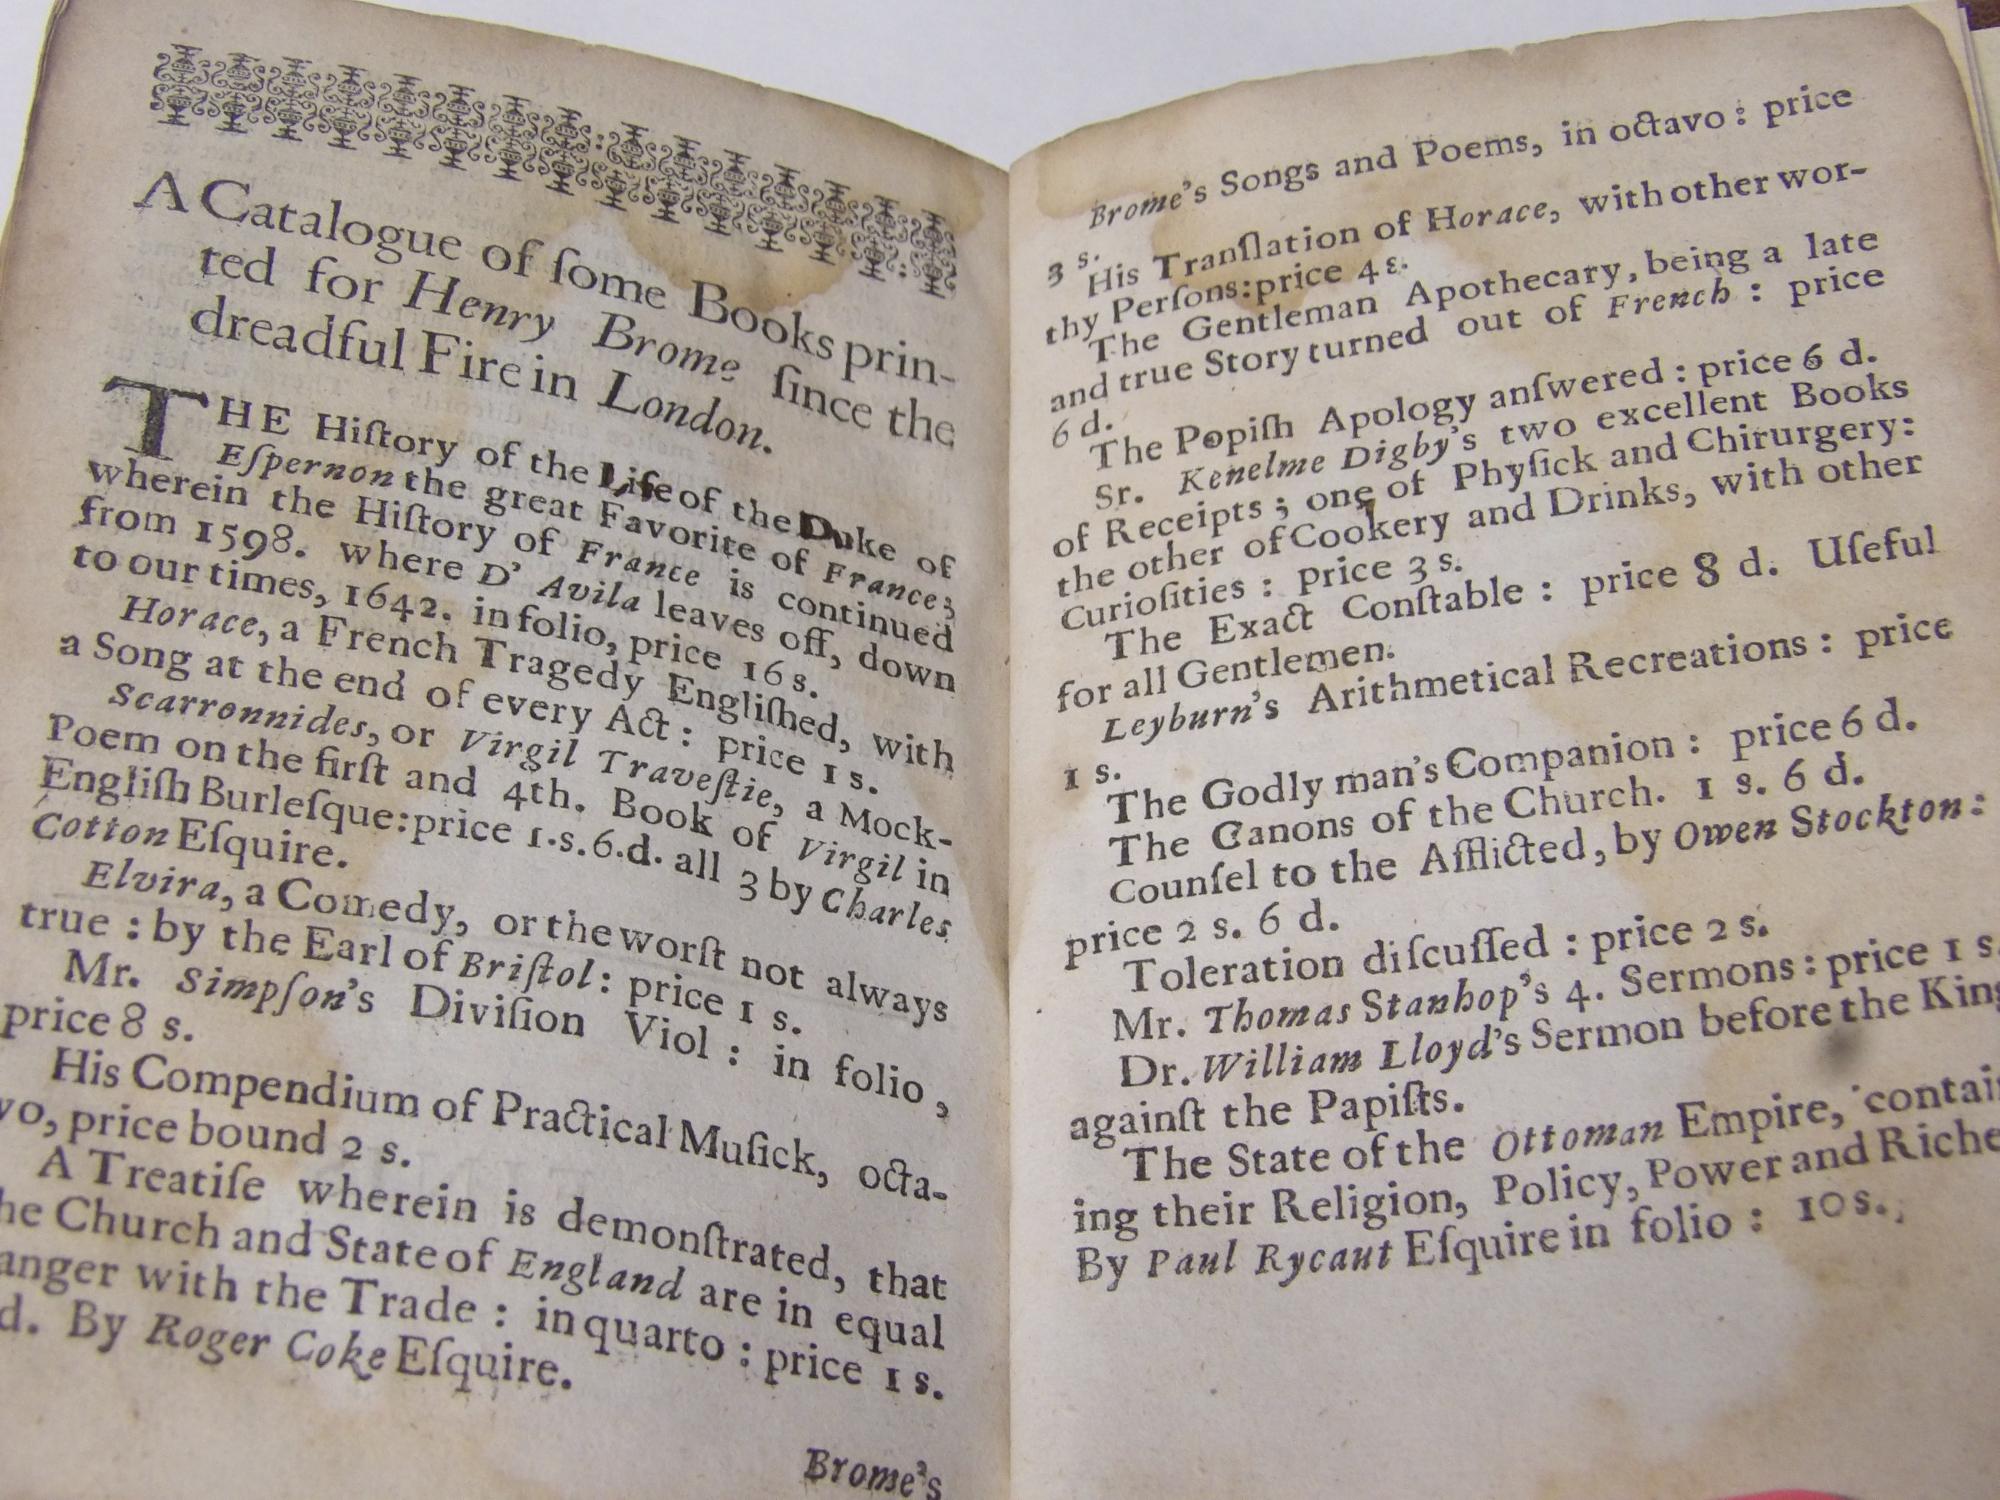 A Catalogue of ſome Books prin-
ted for Henry Brome ſince the
dreadful Fire in London.
THE Hiſtory of the Life of the Duke of
Eſpernon the great Favorite of France;
wherein the Hiſtory of France is continued
from 1598. where D' Avila leaves off, down
to our times, 1642. in folio, price 16 s.
Horace, a French Tragedy Engliſhed, with
a Song at the end of every Act: price 1 s.
Scarronnides, or Virgil Traveſtie, a Mock-
Poem on the firſt and 4th. Book of Virgil in
Engliſh Burleſque: price 1.s.6.d. all 3 by Charles
Cotton Eſquire.
Elvira, a Comedy, or the worſt not always
true: by the Earl of Briſtol: price 1 s.
Mr. Simpſon's Diviſion Viol: in folio,
price 8 s.
His Compendium of Practical Muſick, octa-
vo, price bound 2 s.
A Treatiſe wherein is demonſtrated, that
he Church and State of England are in equal
anger with the Trade: in quarto: price 1 s.
d. By Roger Coke Eſquire.
Brome's
Brome's Songs and Poems, in octavo: price
3 s.
His Tranſlation of Horace, with other wor-
thy Perſons: price 4 s.
The Gentleman Apothecary, being a late
and true Story turned out of French: price
6 d.
The Popiſh Apology anſwered: price 6 d.
Sr. Kenelme Digby's two excellent Books
of Receipts; one of Phyſick and Chirurgery:
the other of Cookery and Drinks, with other
Curioſities: price 3 s.
The Exact Conſtable: price 8 d. Uſeful
for all Gentlemen.
Leyburn's Arithmetical Recreations: price
1 s.
The Godly man's Companion: price 6 d.
The Canons of the Church. 1 s. 6 d.
Counſel to the Afflicted, by Owen Stockton:
price 2 s. 6 d.
Toleration diſcuſſed: price 2 s.
Mr. Thomas Stanhop's 4. Sermons: price 1 s.
Dr. William Lloyd's Sermon before the King
againſt the Papiſts.
The State of the Ottoman Empire, contai
ing their Religion, Policy, Power and Riche
By Paul Rycaut Eſquire in folio: 10 s.